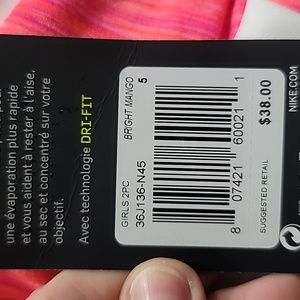 une évaporation plus rapide
et vous aident à rester à l'aise,
au sec et concentré sur votre
objectif.
Avec technologie DRI-FIT
BRIGHT MANGO
5
8 07421 60021 1
GIRLS 2PC
36J136-N45
SUGGESTED RETAIL
$38.00
NIKE.COM